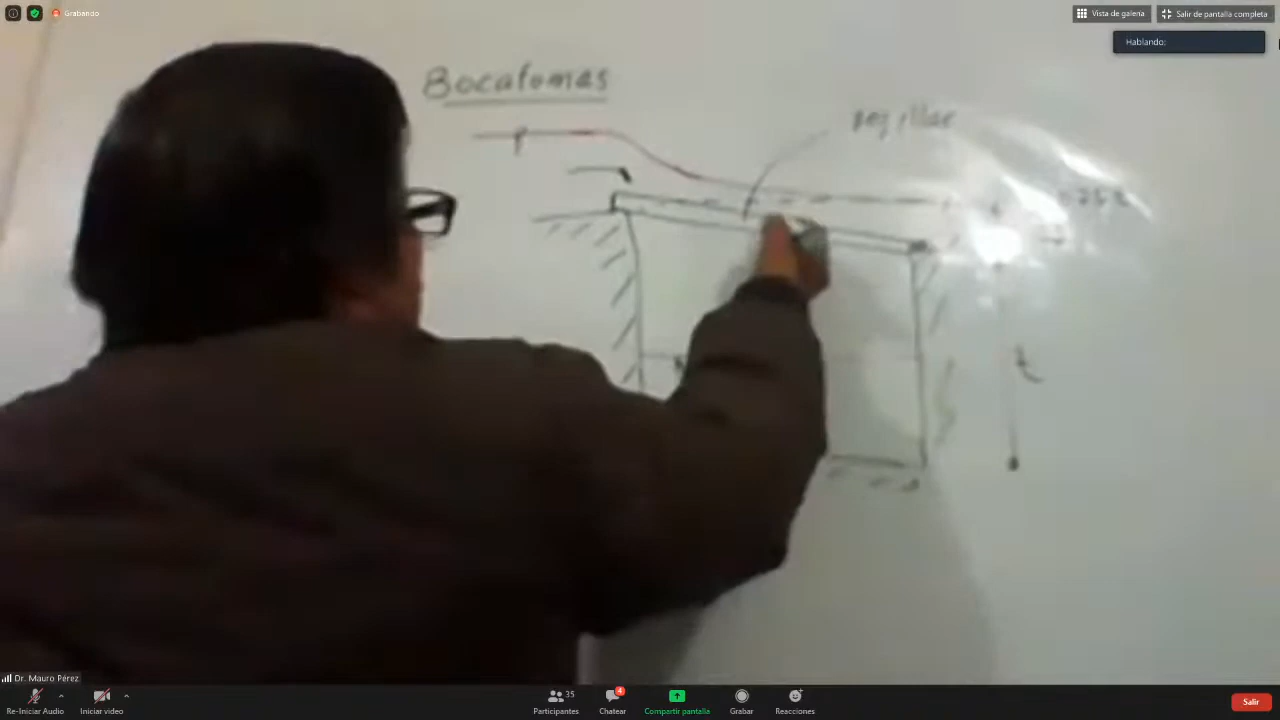 Grabando
Vista de galería
Salir de pantalla completa
Hablando:
Bocatomas
t
Dr. Mauro Pérez
Re-Iniciar Audio
Iniciar video
35
Participantes
4
Chatear
Compartir pantalla
Grabar
Reacciones
Salir